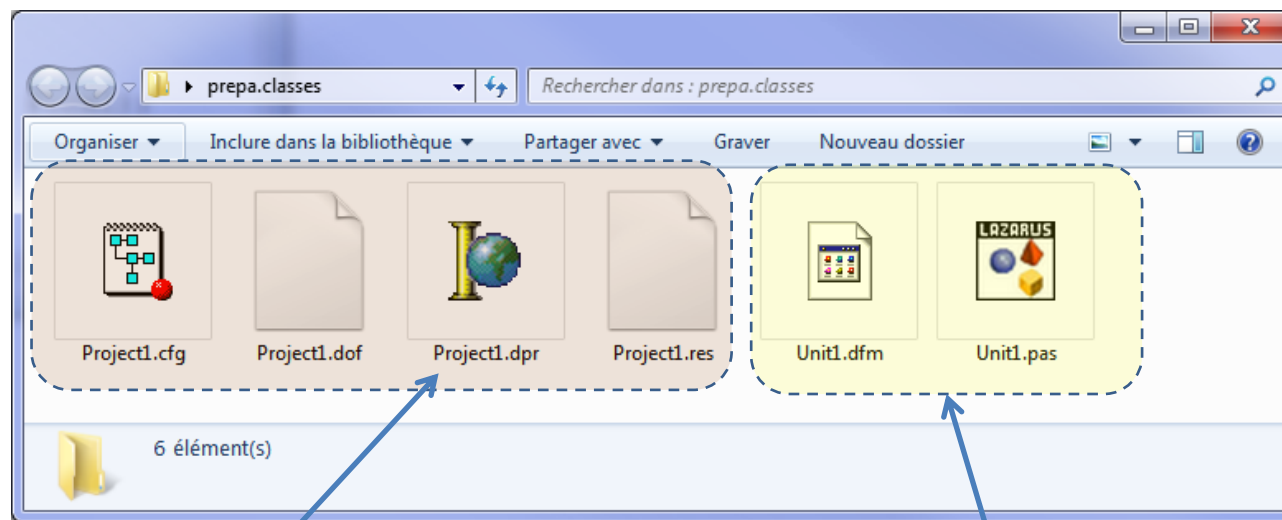 prepa.classes
Rechercher dans : prepa.classes
Organiser
Inclure dans la bibliothèque
Partager avec
Graver
Nouveau dossier
LAZARUS
Project1.cfg
Project1.dof
Project1.dpr
Project1.res
Unit1.dfm
Unit1.pas
6 élément(s)